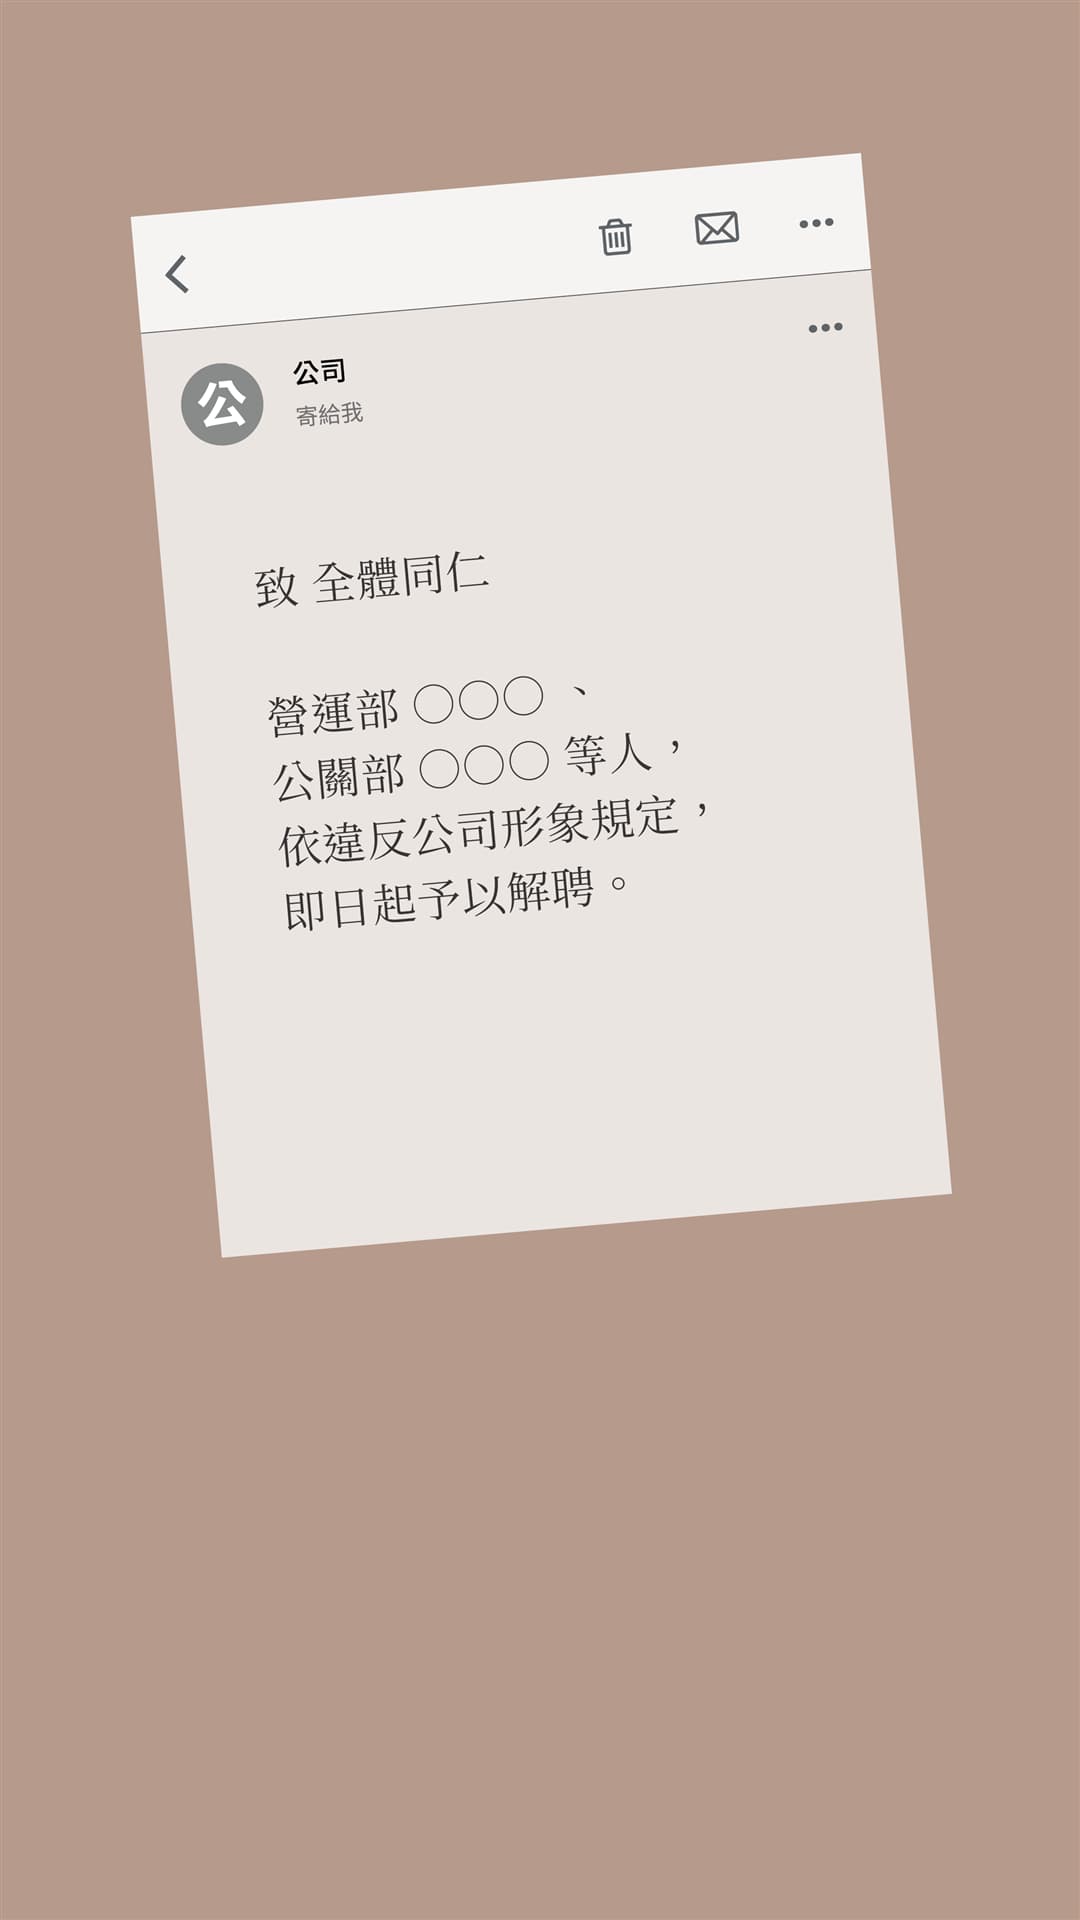 公
公司
寄給我
致 全體同仁
營運部 ◯◯◯ 、
公關部 ◯◯◯ 等人，
依違反公司形象規定，
即日起予以解聘。